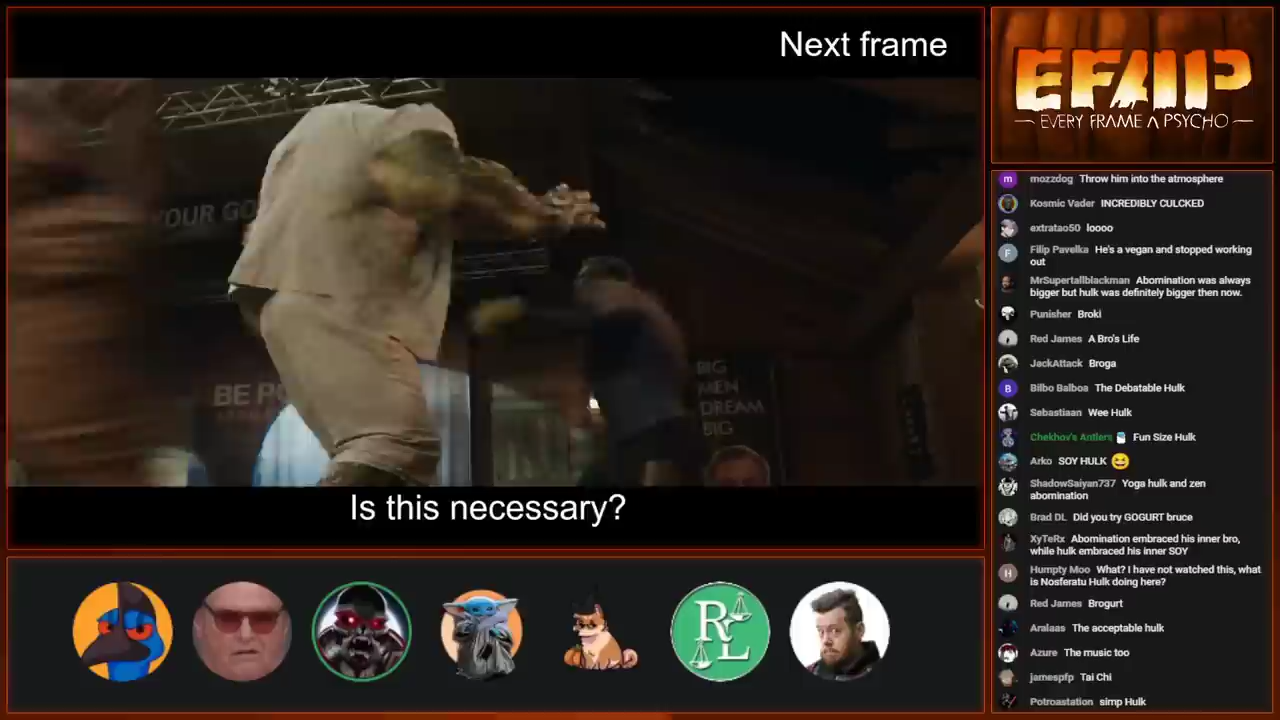 Next frame
YOUR GO
BE PO
BIG
MEN
DREAM
BIG
Is this necessary?
EFAP
EVERY FRAME A PSYCHO
mozzdog Throw him into the atmosphere
Kosmic Vader INCREDIBLY CULCKED
extratao50 loooo
Filip Pavelka He's a vegan and stopped working
out
MrSupertallblackman Abomination was always
bigger but hulk was definitely bigger then now.
Punisher Broki
Red James A Bro's Life
JackAttack Broga
Bilbo Balboa The Debatable Hulk
Sebastiaan Wee Hulk
Chekhov's Antlers Fun Size Hulk
Arko SOY HULK 😆
ShadowSaiyan737 Yoga hulk and zen
abomination
Brad DL Did you try GOGURT bruce
XyTeRx Abomination embraced his inner bro,
while hulk embraced his inner SOY
Humpty Moo What? I have not watched this, what
is Nosferatu Hulk doing here?
Red James Brogurt
Aralaas The acceptable hulk
Azure The music too
jamespfp Tai Chi
Potroastation simp Hulk
RL